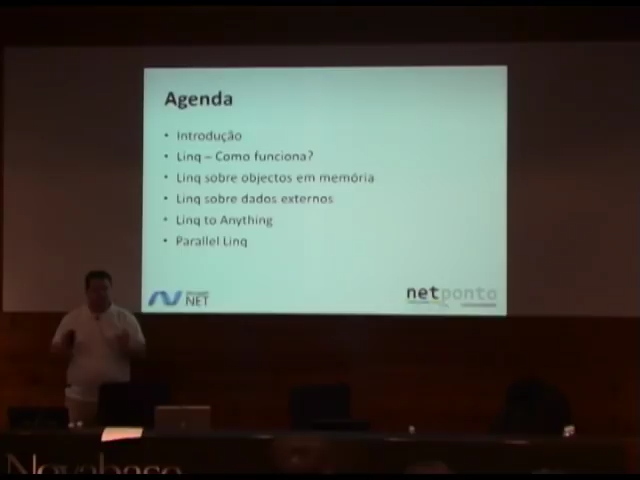 Agenda
• Introdução
• Linq – Como funciona?
• Linq sobre objectos em memória
• Linq sobre dados externos
• Linq to Anything
• Parallel Linq
NET
netponto
Novabase